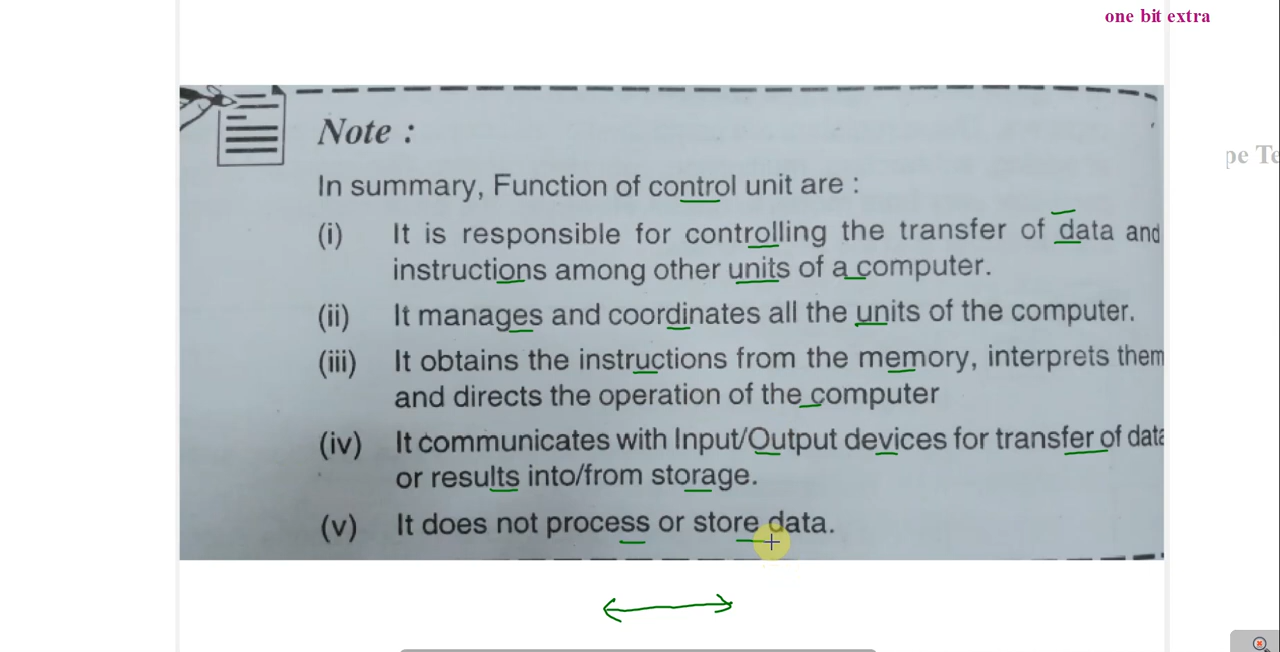 one bit extra
Note :
In summary, Function of control unit are :
(i) It is responsible for controlling the transfer of data and
instructions among other units of a computer.
(ii) It manages and coordinates all the units of the computer.
(iii) It obtains the instructions from the memory, interprets them
and directs the operation of the computer
(iv) It communicates with Input/Output devices for transfer of data
or results into/from storage.
(v) It does not process or store data.